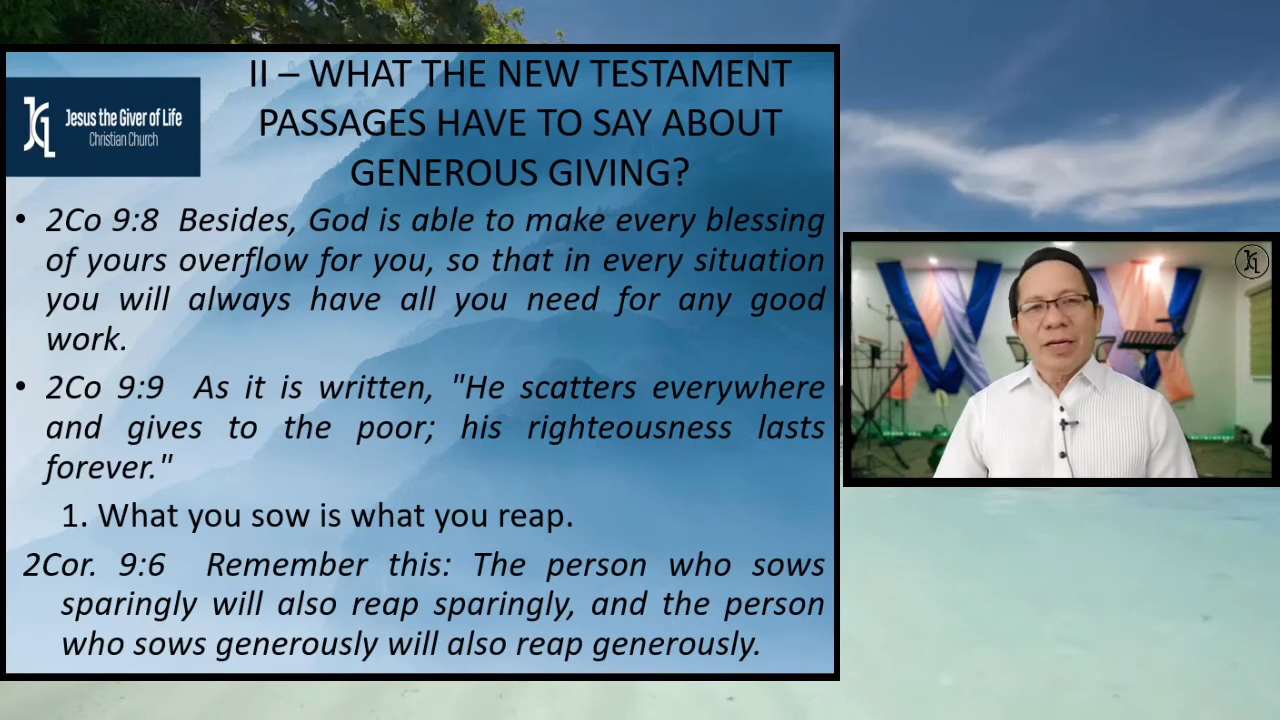 II – WHAT THE NEW TESTAMENT
PASSAGES HAVE TO SAY ABOUT
GENEROUS GIVING?
Jesus the Giver of Life
Christian Church
• 2Co 9:8 Besides, God is able to make every blessing
of yours overflow for you, so that in every situation
you will always have all you need for any good
work.
• 2Co 9:9 As it is written, "He scatters everywhere
and gives to the poor; his righteousness lasts
forever."
1. What you sow is what you reap.
2Cor. 9:6 Remember this: The person who sows
sparingly will also reap sparingly, and the person
who sows generously will also reap generously.